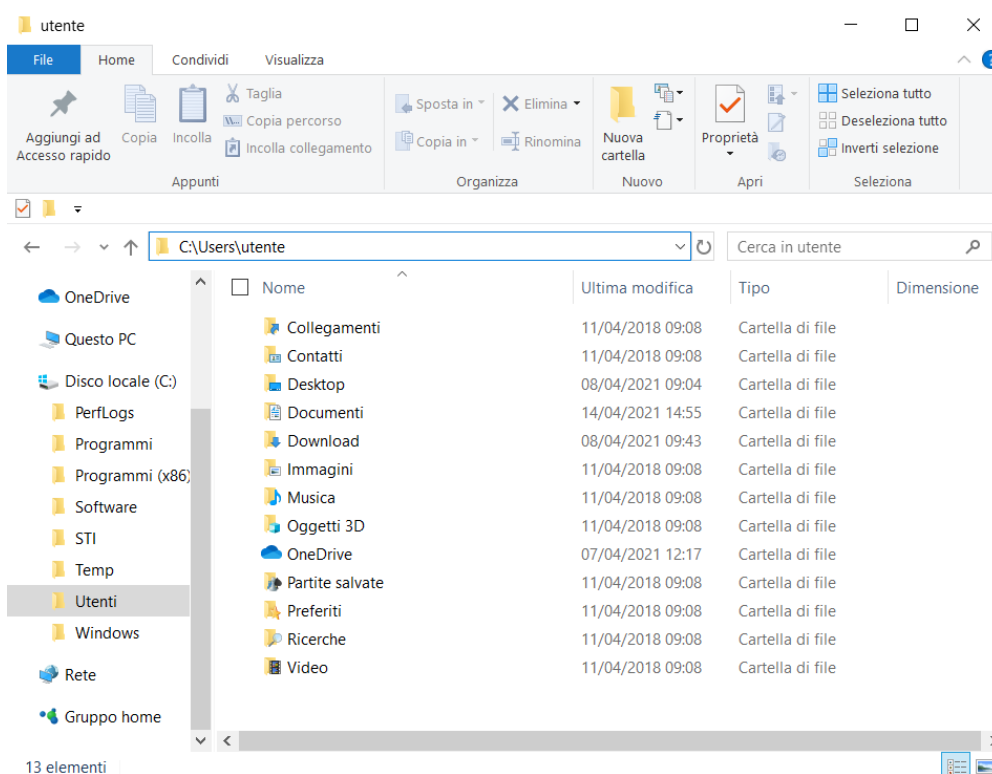 utente
File Home Condividi Visualizza
Aggiungi ad Accesso rapido
Copia
Incolla
Taglia
Copia percorso
Incolla collegamento
Appunti
Sposta in
Copia in
Elimina
Rinomina
Organizza
Nuova cartella
Nuovo
Proprietà
Apri
Seleziona tutto
Deseleziona tutto
Inverti selezione
Seleziona
C:\Users\utente
Cerca in utente
OneDrive
Questo PC
Disco locale (C:)
PerfLogs
Programmi
Programmi (x86)
Software
STI
Temp
Utenti
Windows
Rete
Gruppo home
Nome Ultima modifica Tipo Dimensione
Collegamenti 11/04/2018 09:08 Cartella di file
Contatti 11/04/2018 09:08 Cartella di file
Desktop 08/04/2021 09:04 Cartella di file
Documenti 14/04/2021 14:55 Cartella di file
Download 08/04/2021 09:43 Cartella di file
Immagini 11/04/2018 09:08 Cartella di file
Musica 11/04/2018 09:08 Cartella di file
Oggetti 3D 11/04/2018 09:08 Cartella di file
OneDrive 07/04/2021 12:17 Cartella di file
Partite salvate 11/04/2018 09:08 Cartella di file
Preferiti 11/04/2018 09:08 Cartella di file
Ricerche 11/04/2018 09:08 Cartella di file
Video 11/04/2018 09:08 Cartella di file
13 elementi